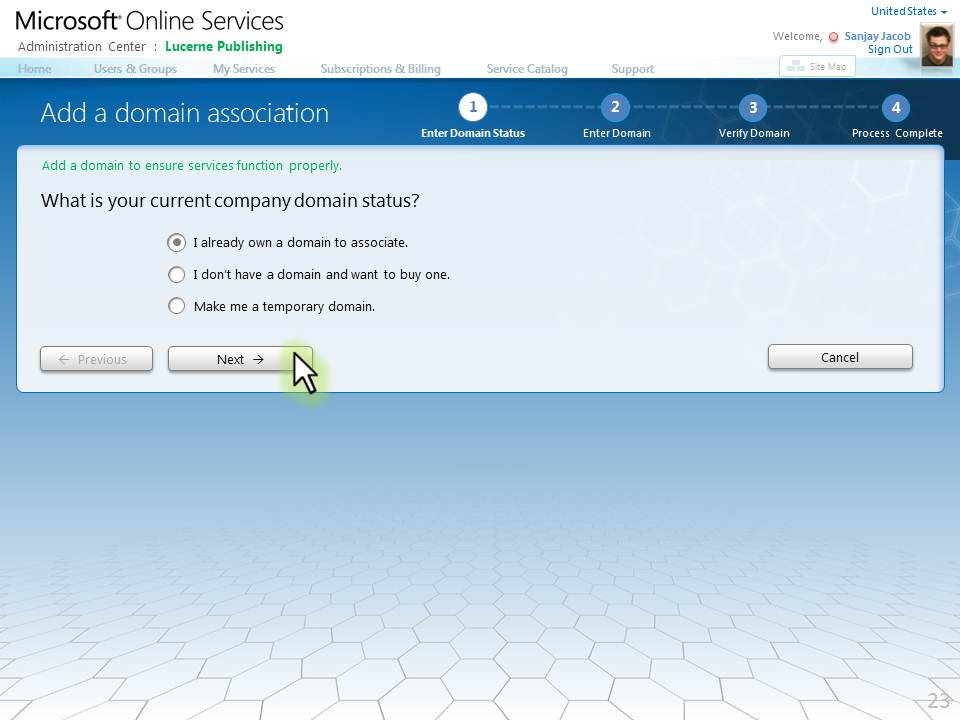 Microsoft® Online Services
United States
Administration Center : Lucerne Publishing
Welcome, Sanjay Jacob
Sign Out
Home Users & Groups My Services Subscriptions & Billing Service Catalog Support Site Map
Add a domain association
1 2 3 4
Enter Domain Status Enter Domain Verify Domain Process Complete
Add a domain to ensure services function properly.
What is your current company domain status?
I already own a domain to associate.
I don't have a domain and want to buy one.
Make me a temporary domain.
← Previous Next → Cancel
23